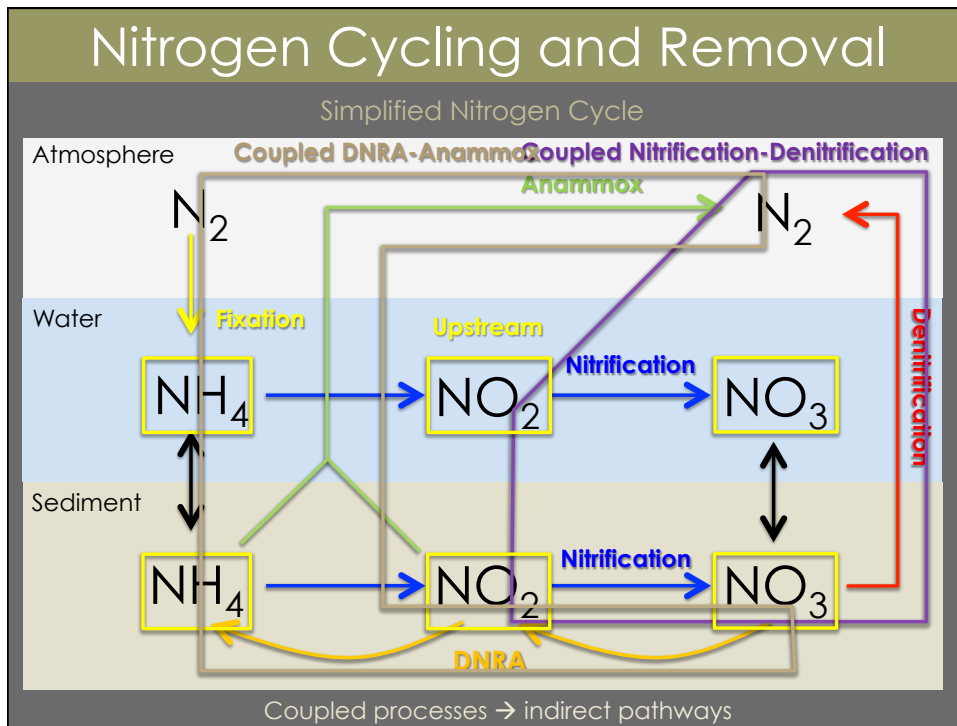 Nitrogen Cycling and Removal
Simplified Nitrogen Cycle
Atmosphere
Coupled DNRA-Anammox
Coupled Nitrification-Denitrification
Anammox
N2
N2
Water
Fixation
Upstream
Denitrification
Nitrification
NH4
NO2
NO3
Sediment
Nitrification
NH4
NO2
NO3
DNRA
Coupled processes → indirect pathways